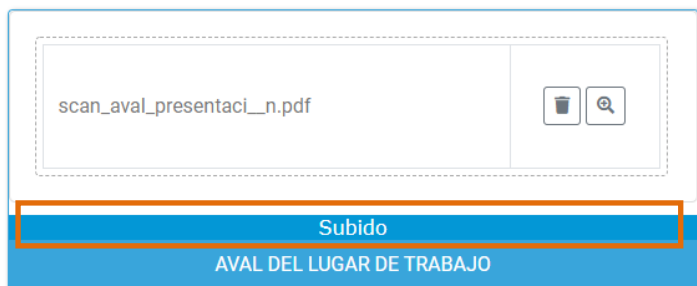 scan_aval_presentaci__n.pdf
Subido
AVAL DEL LUGAR DE TRABAJO